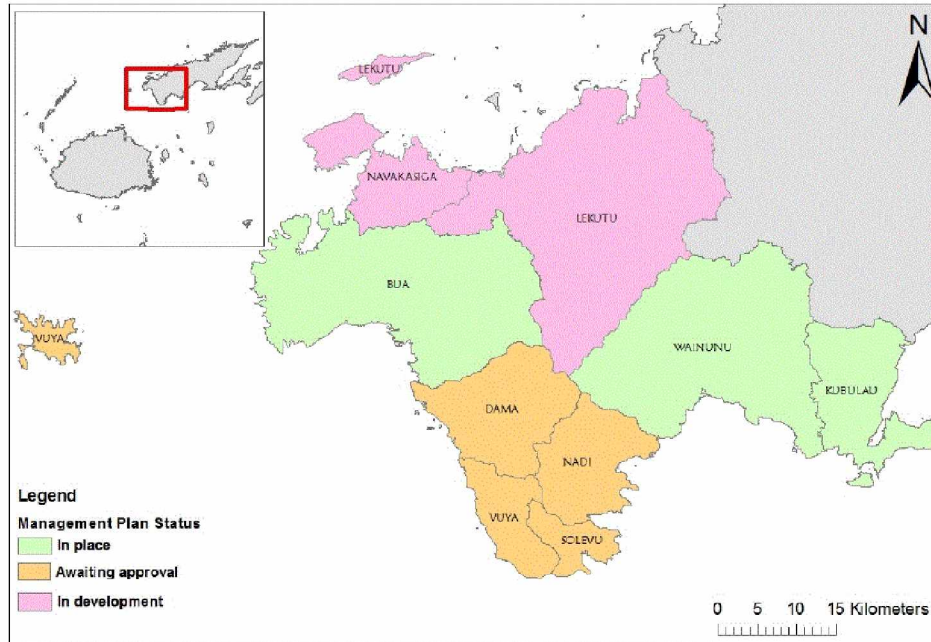 N
LEKUTU
NAVAKASIGA
LEKUTU
BUA
VUYA
WAINUNU
KUBULAU
DAMA
NADI
VUYA
SOLEVU
Legend
Management Plan Status
In place
Awaiting approval
In development
0 5 10 15 Kilometers